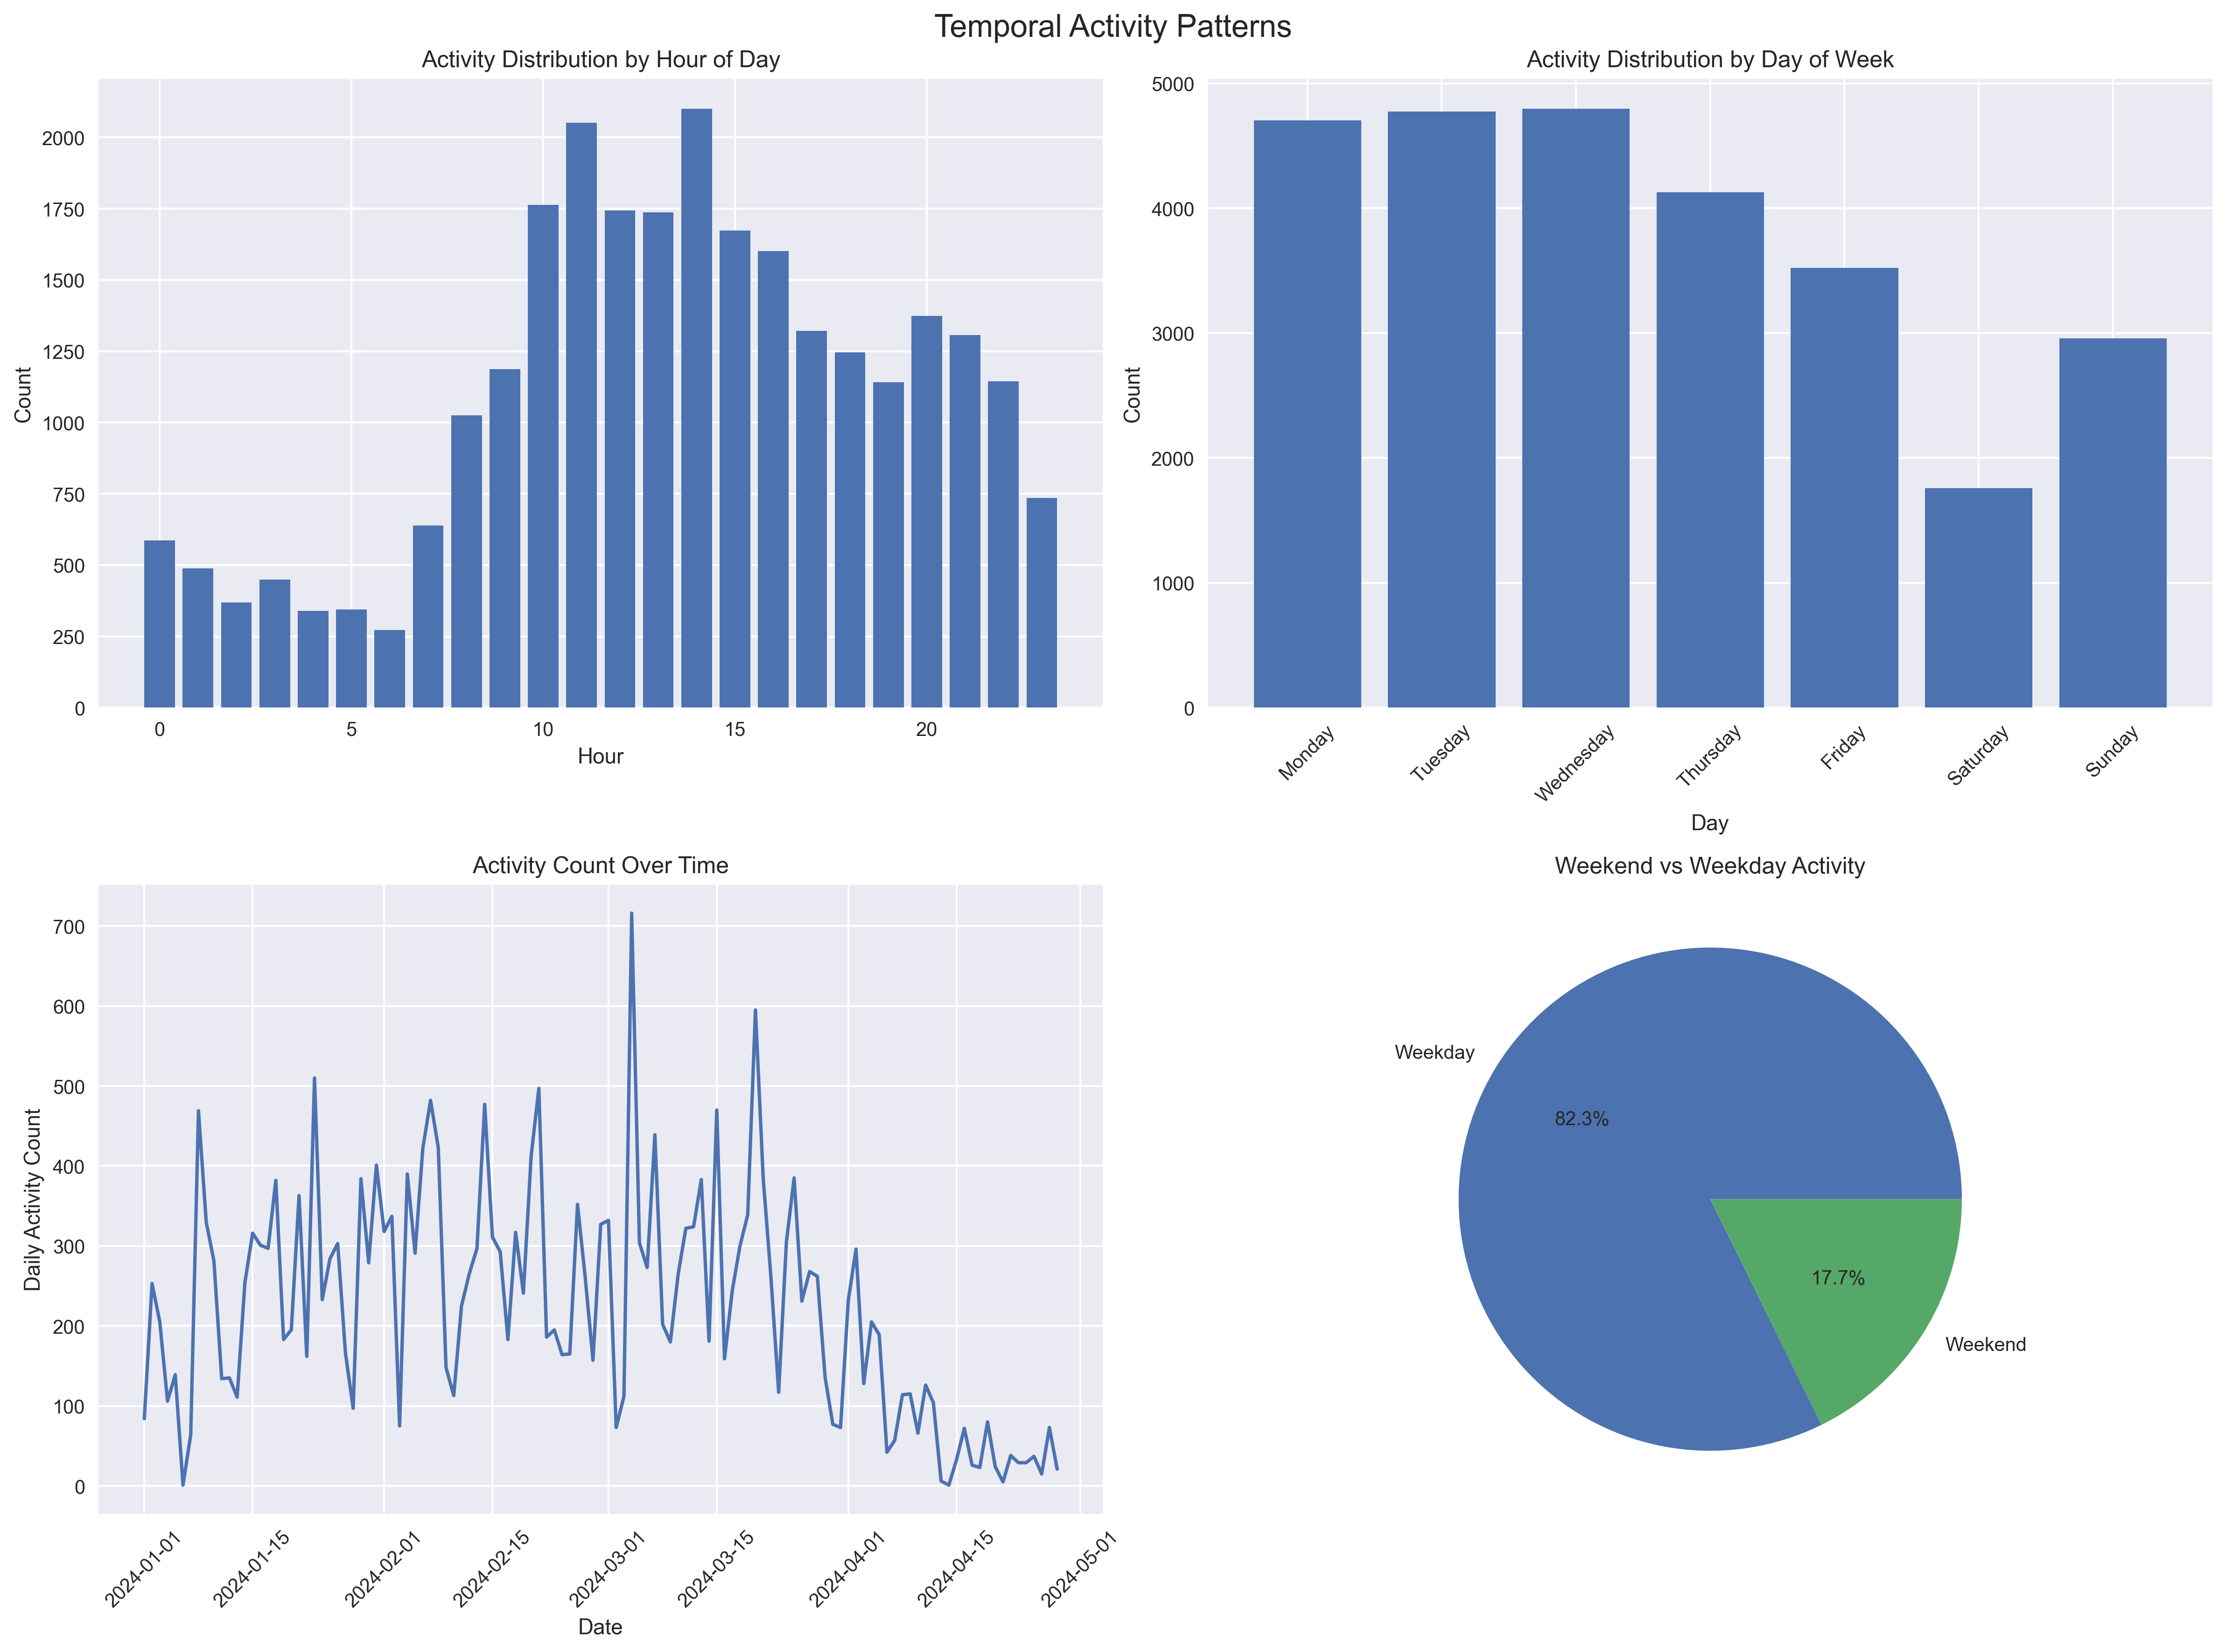 Temporal Activity Patterns
Activity Distribution by Hour of Day
Count
2000
1750
1500
1250
1000
750
500
250
0
0 5 10 15 20
Hour
Activity Distribution by Day of Week
Count
5000
4000
3000
2000
1000
0
Monday Tuesday Wednesday Thursday Friday Saturday Sunday
Day
Activity Count Over Time
Daily Activity Count
700
600
500
400
300
200
100
0
2024-01-01 2024-01-15 2024-02-01 2024-02-15 2024-03-01 2024-03-15 2024-04-01 2024-04-15 2024-05-01
Date
Weekend vs Weekday Activity
Weekday
82.3%
17.7%
Weekend